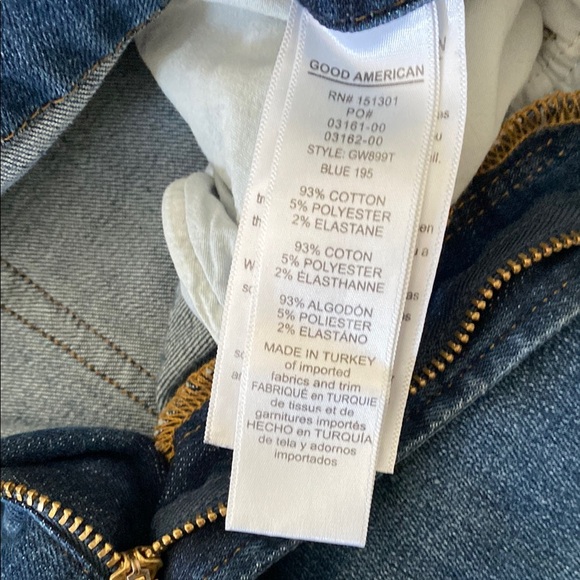 GOOD AMERICAN
RN# 151301
PO#
03161-00
03162-00
STYLE: GW899T
BLUE 195
93% COTTON
5% POLYESTER
2% ELASTANE
93% COTON
5% POLYESTER
2% ÉLASTHANNE
93% ALGODÓN
5% POLIESTER
2% ELASTANO
MADE IN TURKEY
of imported
fabrics and trim
FABRIQUÉ en TURQUIE
de tissus et de
garnitures importés
HECHO en TURQUÍA
de tela y adornos
importados